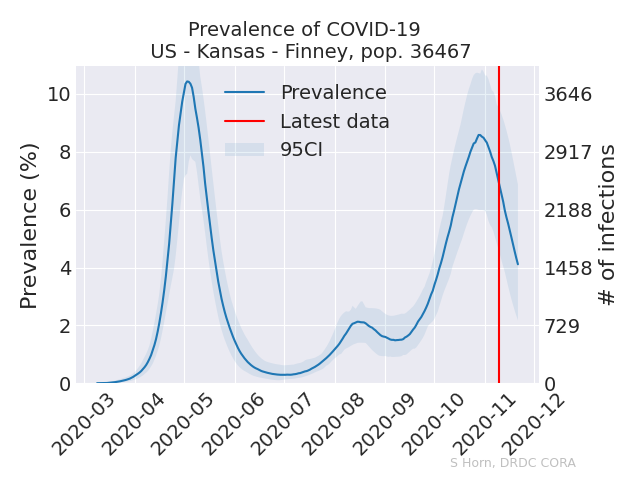 Prevalence of COVID-19
US - Kansas - Finney, pop. 36467
Prevalence (%)
10
8
6
4
2
0
Prevalence
Latest data
95CI
3646
2917
2188
1458
729
0
# of infections
2020-03
2020-04
2020-05
2020-06
2020-07
2020-08
2020-09
2020-10
2020-11
2020-12
S Horn, DRDC CORA